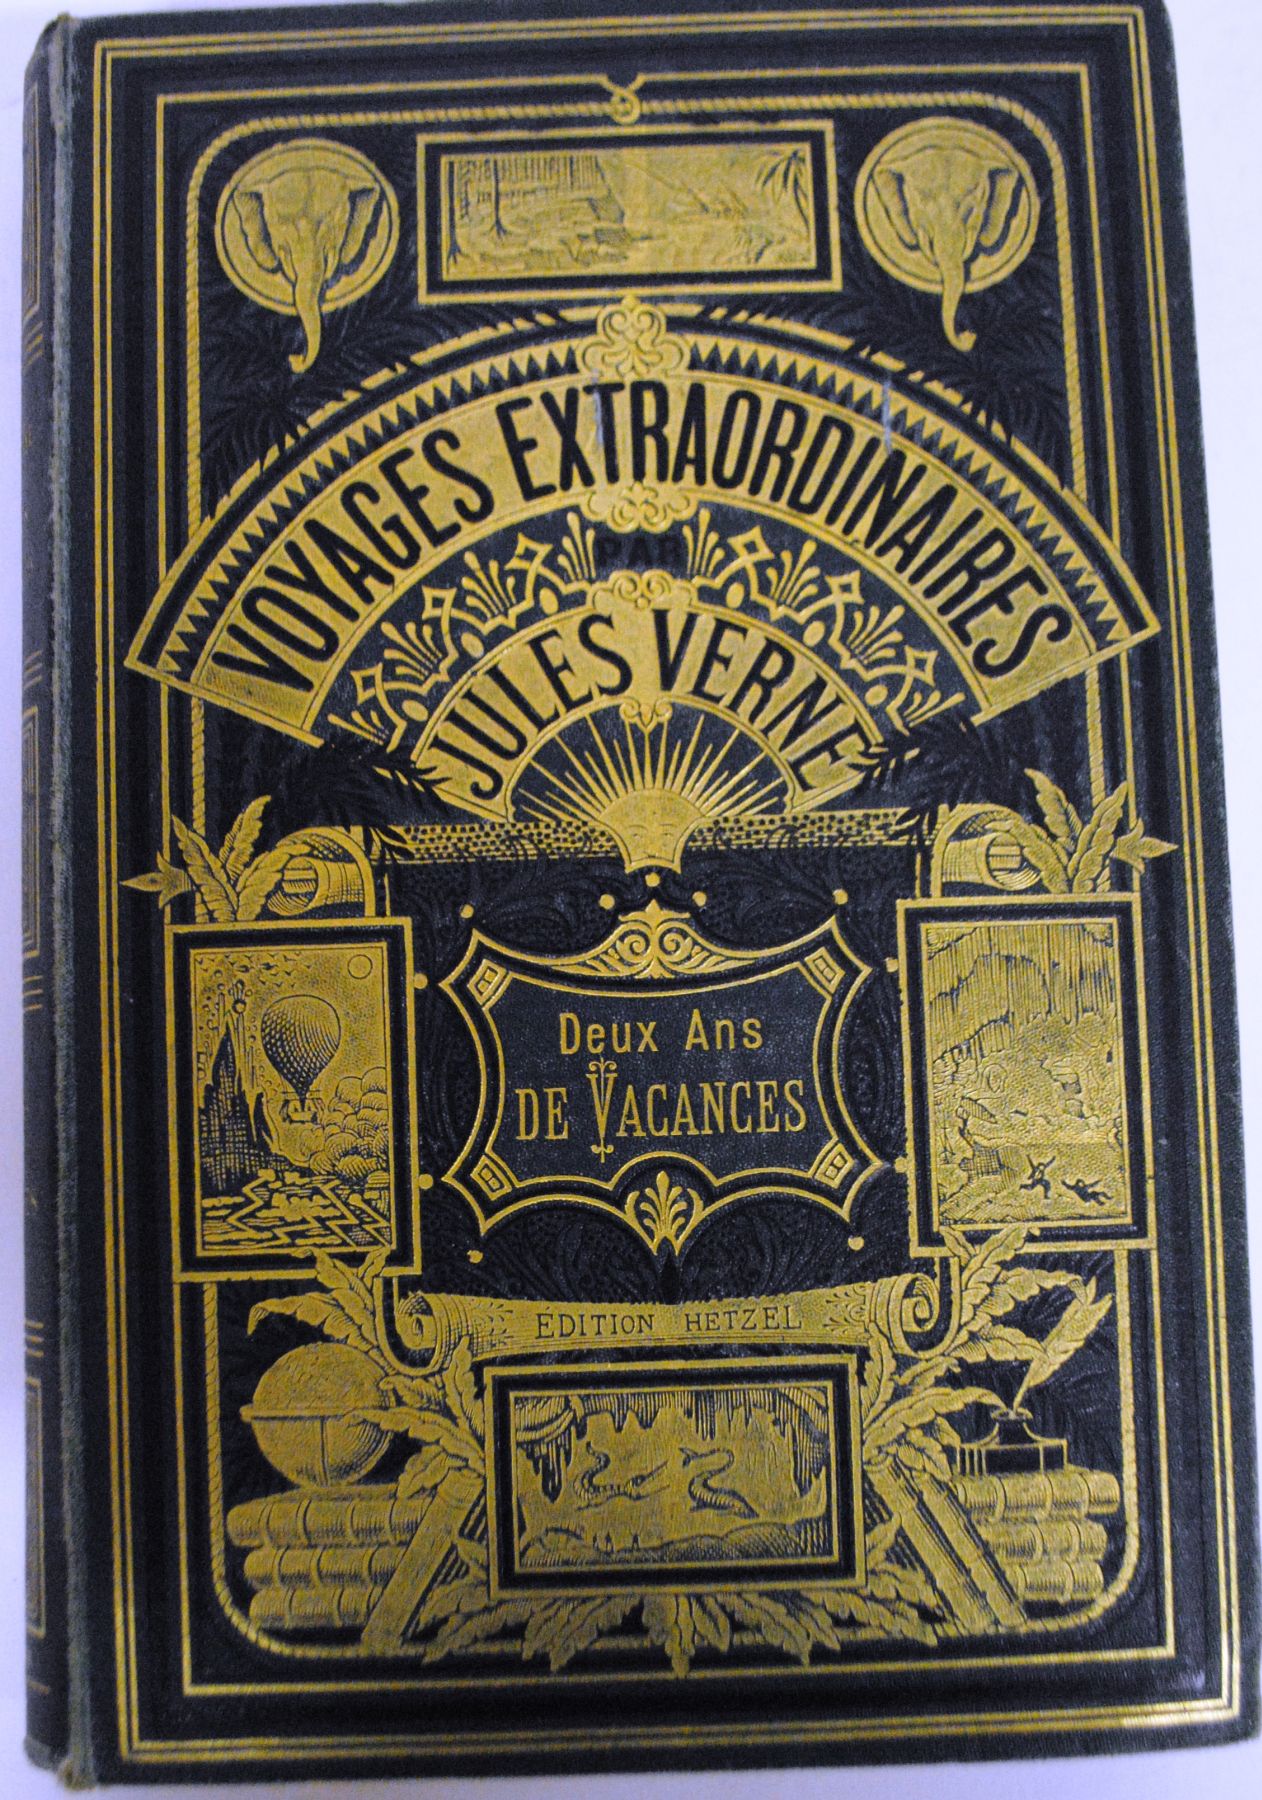 VOYAGES EXTRAORDINAIRES
PAR
JULES VERNE
DEUX ANS
DE VACANCES
ÉDITION HETZEL